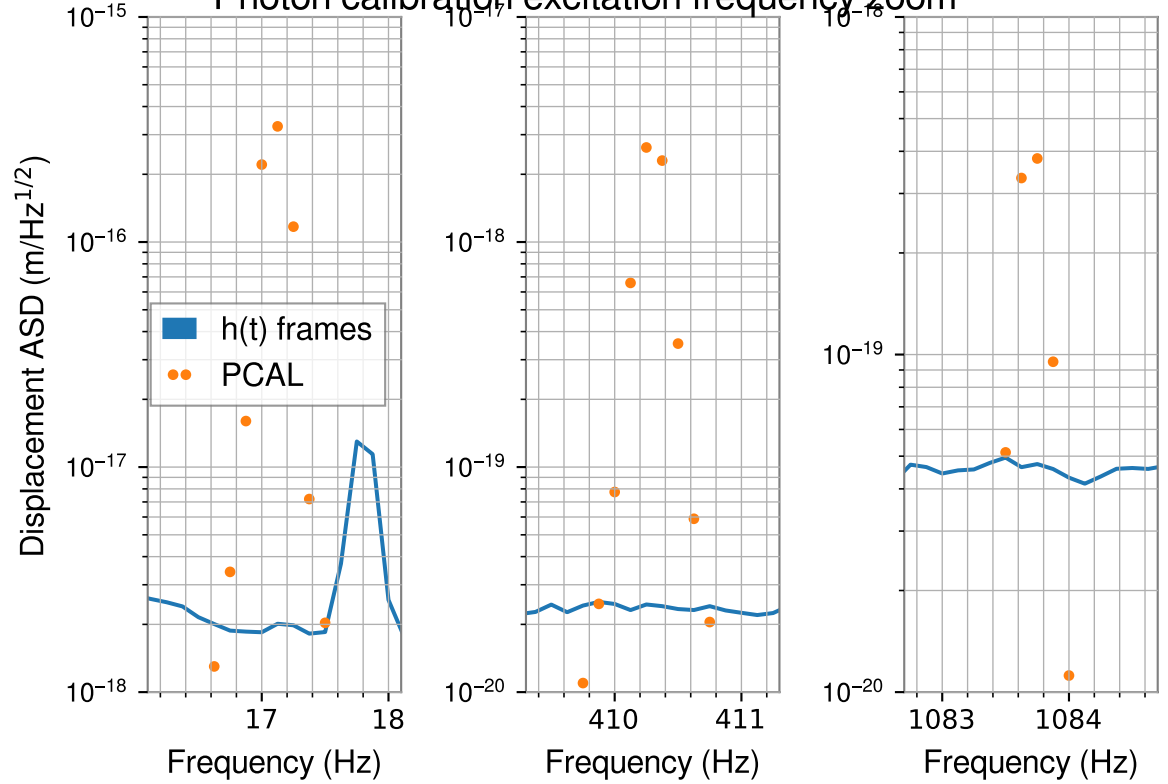 Photon calibration excitation frequency zoom
Displacement ASD (m/Hz^{1/2})
10^{−15}
10^{−16}
10^{−17}
10^{−18}
h(t) frames
PCAL
17 18
Frequency (Hz)
10^{−17}
10^{−18}
10^{−19}
10^{−20}
410 411
Frequency (Hz)
10^{−18}
10^{−19}
10^{−20}
1083 1084
Frequency (Hz)